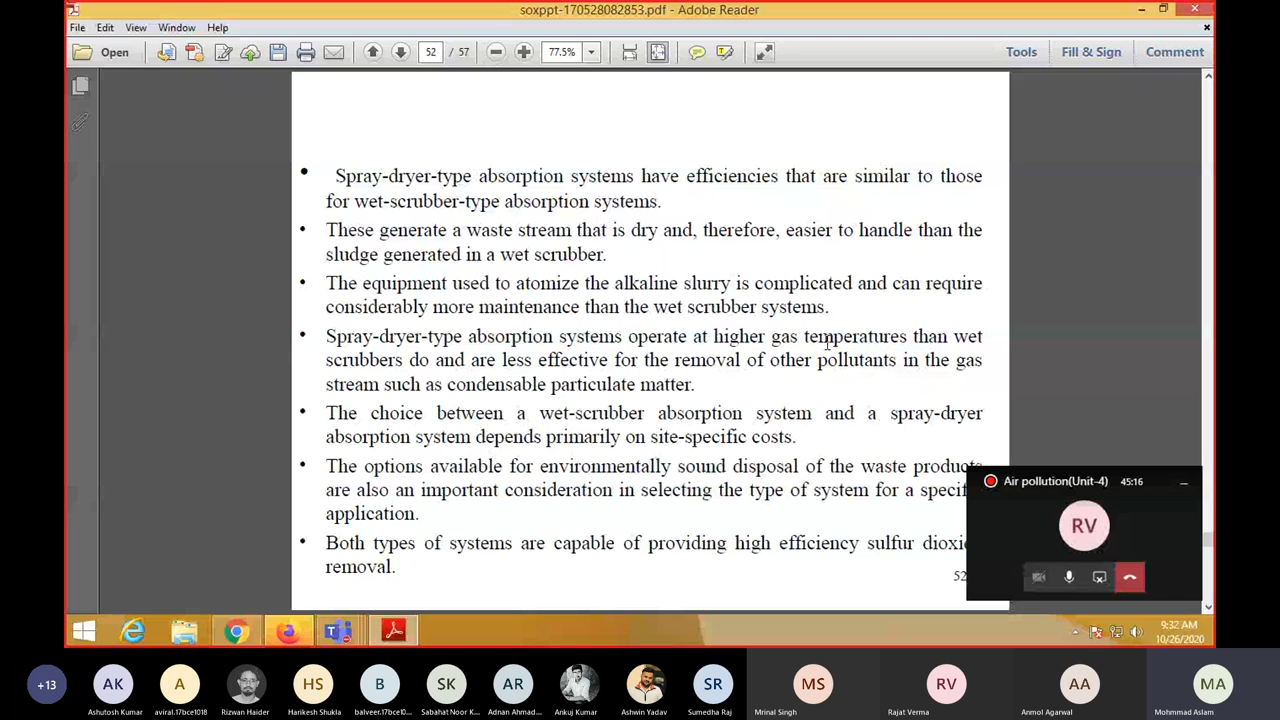 soxppt-170528082853.pdf - Adobe Reader
File Edit View Window Help
Open 52 / 57 77.5% Tools Fill & Sign Comment
• Spray-dryer-type absorption systems have efficiencies that are similar to those
for wet-scrubber-type absorption systems.
• These generate a waste stream that is dry and, therefore, easier to handle than the
sludge generated in a wet scrubber.
• The equipment used to atomize the alkaline slurry is complicated and can require
considerably more maintenance than the wet scrubber systems.
• Spray-dryer-type absorption systems operate at higher gas temperatures than wet
scrubbers do and are less effective for the removal of other pollutants in the gas
stream such as condensable particulate matter.
• The choice between a wet-scrubber absorption system and a spray-dryer
absorption system depends primarily on site-specific costs.
• The options available for environmentally sound disposal of the waste products
are also an important consideration in selecting the type of system for a specif
application.
• Both types of systems are capable of providing high efficiency sulfur dioxid
removal.
52
Air pollution(Unit-4) 45:16
RV
9:32 AM
10/26/2020
+13 AK A HS B SK AR SR MS RV AA MA
Ashutosh Kumar aviral.17bce1018 Rizwan Haider Harikesh Shukla balveer.17bce10... Sabahat Noor K... Adnan Ahmad... Ankuj Kumar Ashwin Yadav Sumedha Raj Mrinal Singh Rajat Verma Anmol Agarwal Mohmmad Aslam